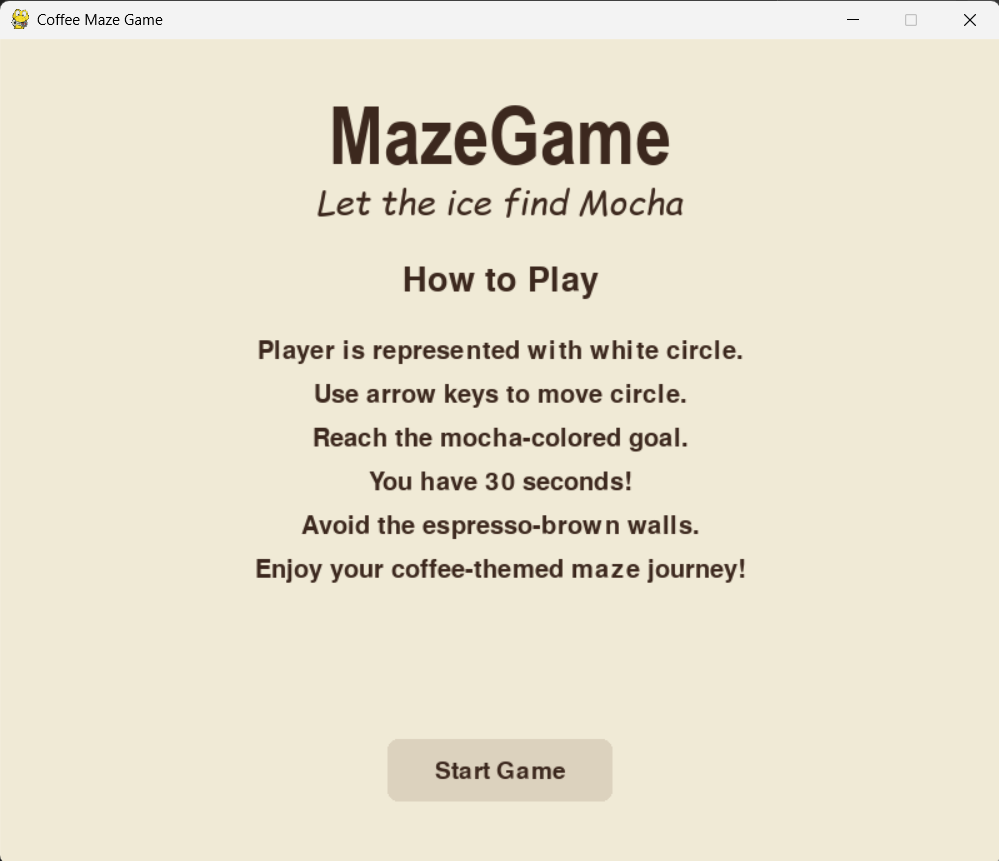 Coffee Maze Game
MazeGame
Let the ice find Mocha
How to Play
Player is represented with white circle.
Use arrow keys to move circle.
Reach the mocha-colored goal.
You have 30 seconds!
Avoid the espresso-brown walls.
Enjoy your coffee-themed maze journey!
Start Game